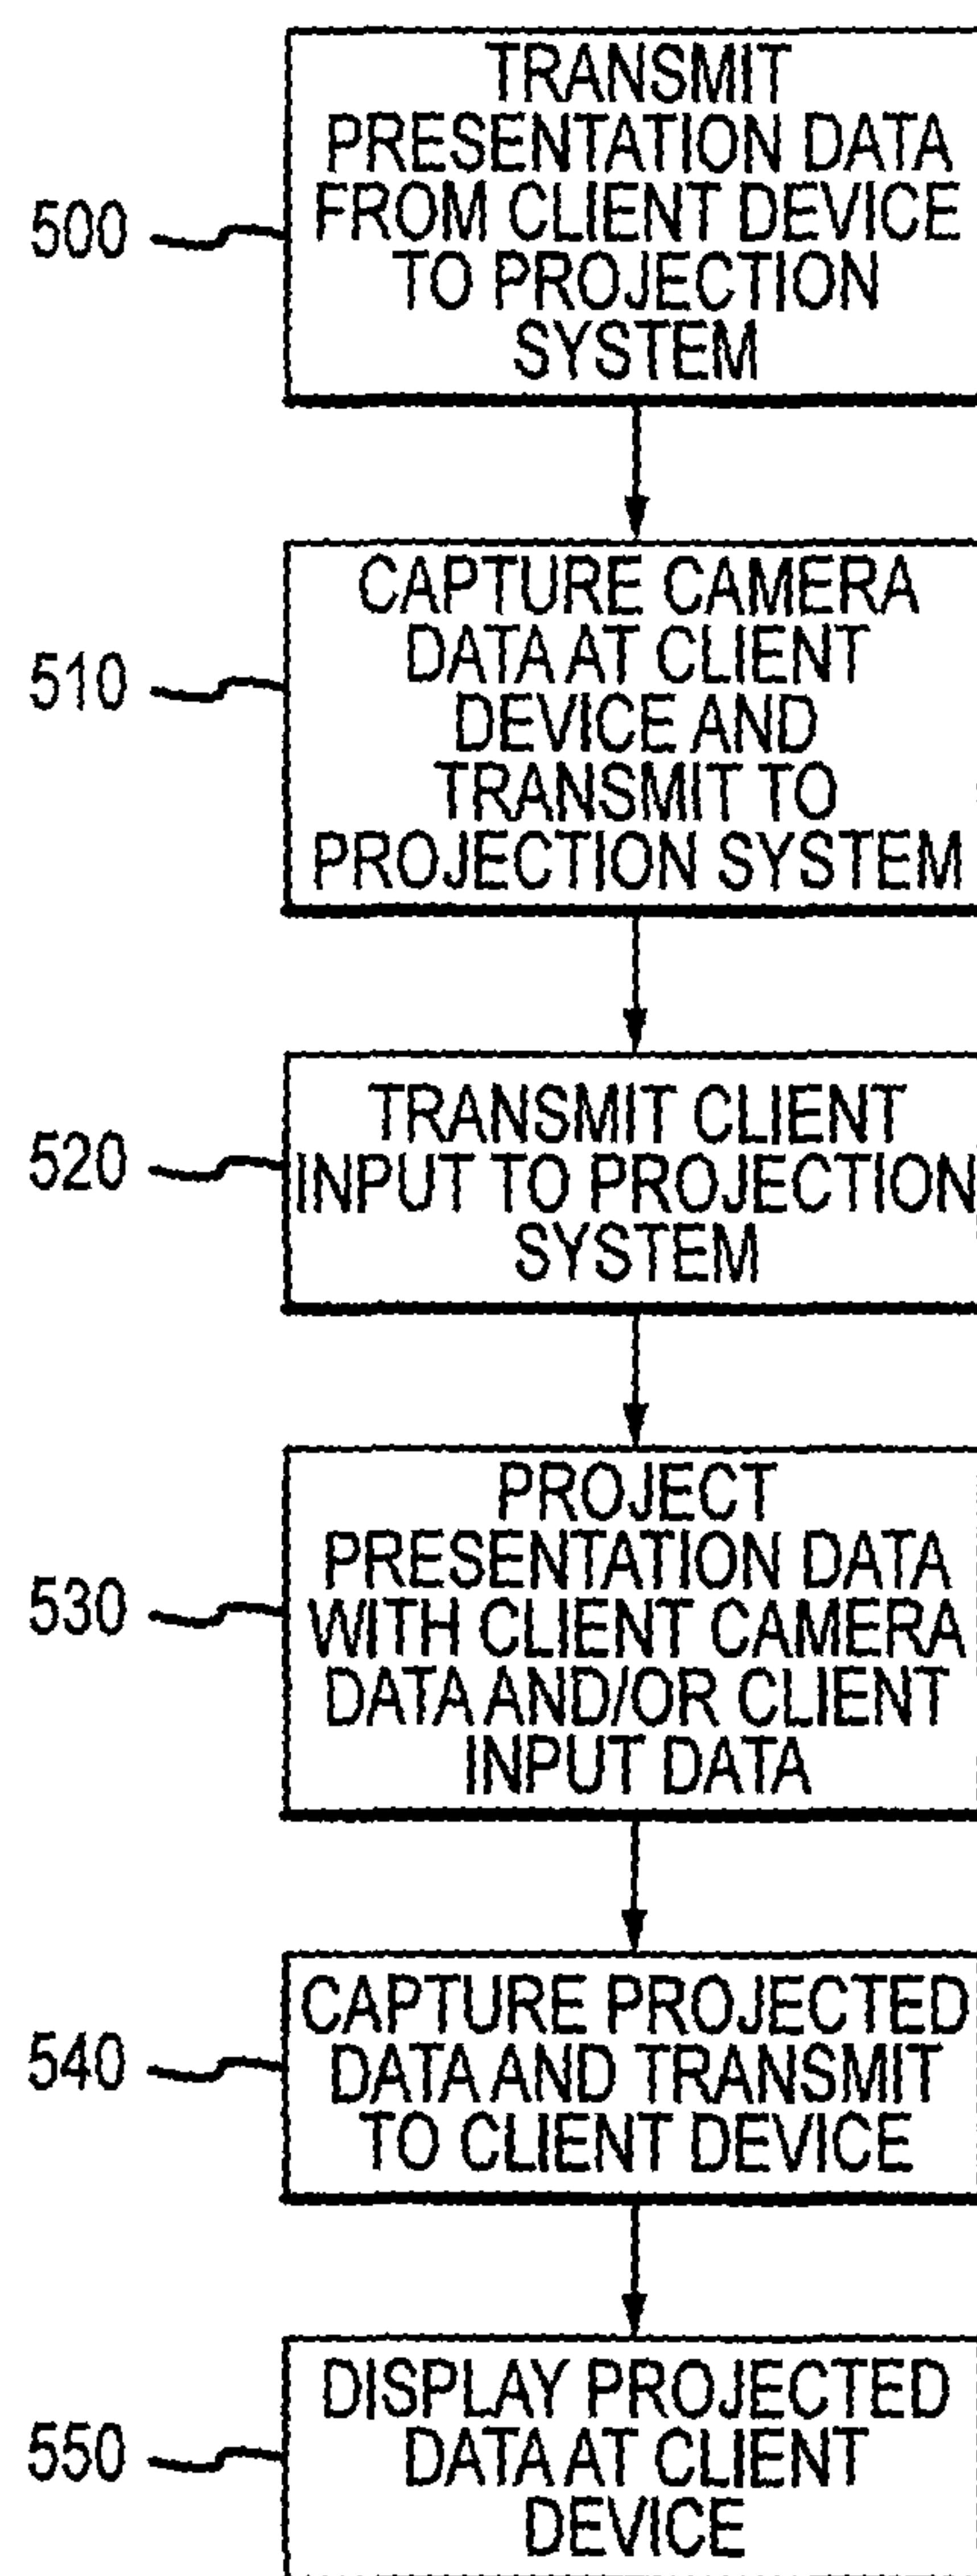 TRANSMIT
PRESENTATION DATA
FROM CLIENT DEVICE
TO PROJECTION
SYSTEM
500
CAPTURE CAMERA
DATA AT CLIENT
DEVICE AND
TRANSMIT TO
PROJECTION SYSTEM
510
TRANSMIT CLIENT
INPUT TO PROJECTION
SYSTEM
520
PROJECT
PRESENTATION DATA
WITH CLIENT CAMERA
DATA AND/OR CLIENT
INPUT DATA
530
CAPTURE PROJECTED
DATA AND TRANSMIT
TO CLIENT DEVICE
540
DISPLAY PROJECTED
DATA AT CLIENT
DEVICE
550